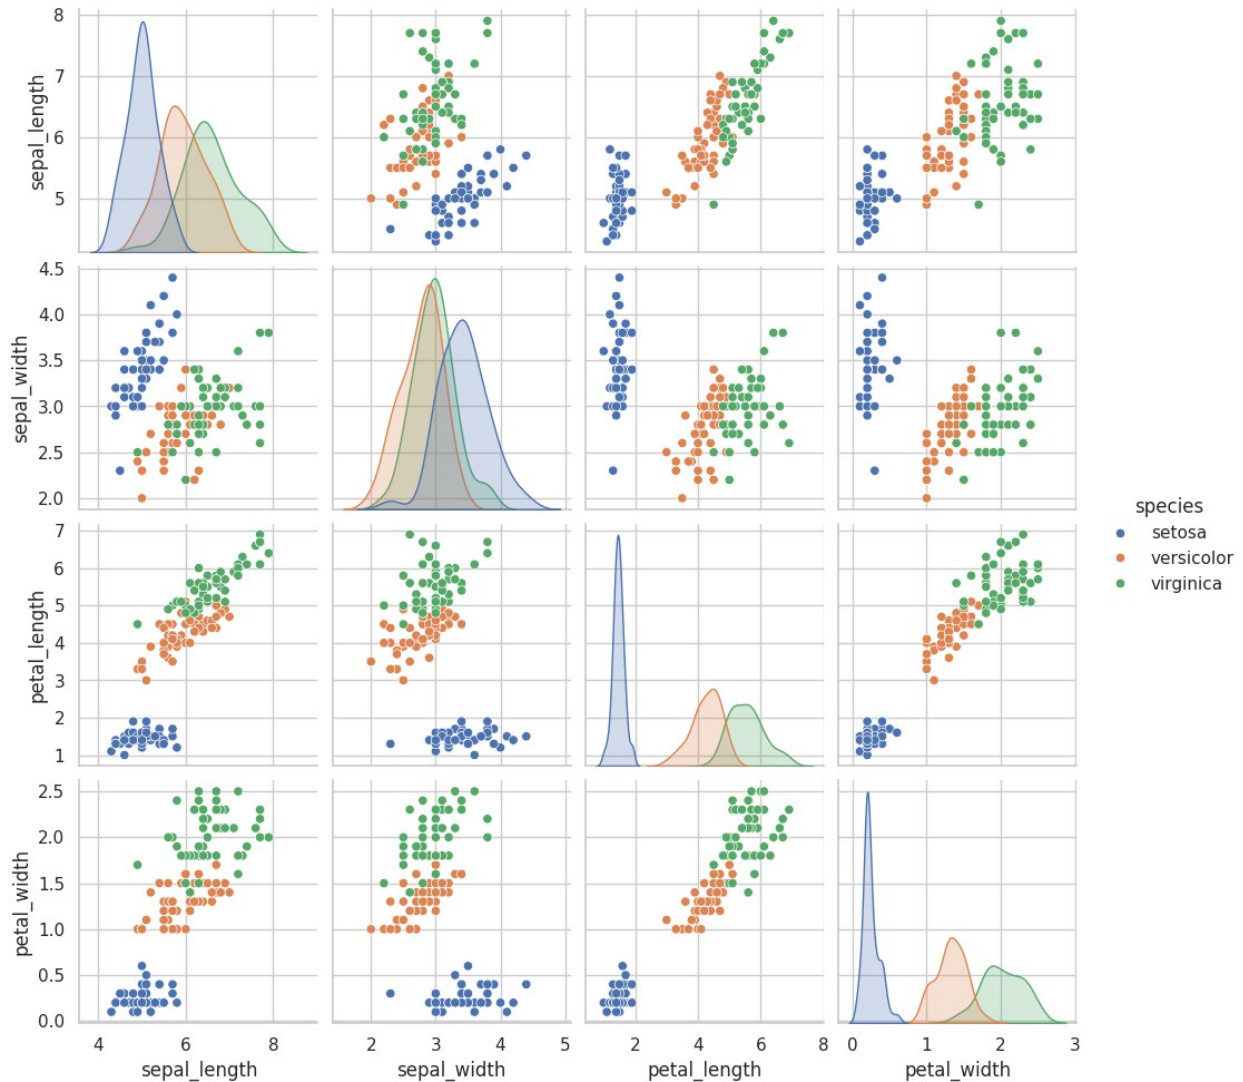 8
7
6
5
sepal_length
4.5
4.0
3.5
3.0
2.5
2.0
sepal_width
species
setosa
versicolor
virginica
7
6
5
4
3
2
1
petal_length
2.5
2.0
1.5
1.0
0.5
0.0
petal_width
4 6 8
sepal_length
2 3 4 5
sepal_width
2 4 6 8
petal_length
0 1 2 3
petal_width